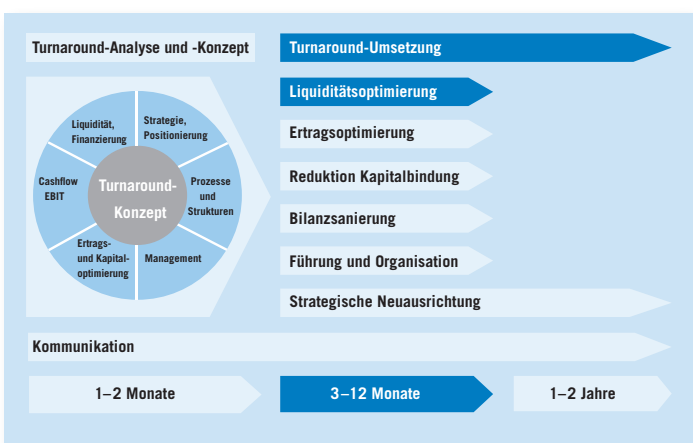 Turnaround-Analyse und -Konzept
Turnaround-Umsetzung
Liquidität,
Finanzierung
Strategie,
Positionierung
Cashflow
EBIT
Turnaround-
Konzept
Prozesse
und
Strukturen
Ertrags-
und Kapital-
optimierung
Management
Liquiditätsoptimierung
Ertragsoptimierung
Reduktion Kapitalbindung
Bilanzsanierung
Führung und Organisation
Strategische Neuausrichtung
Kommunikation
1–2 Monate
3–12 Monate
1–2 Jahre